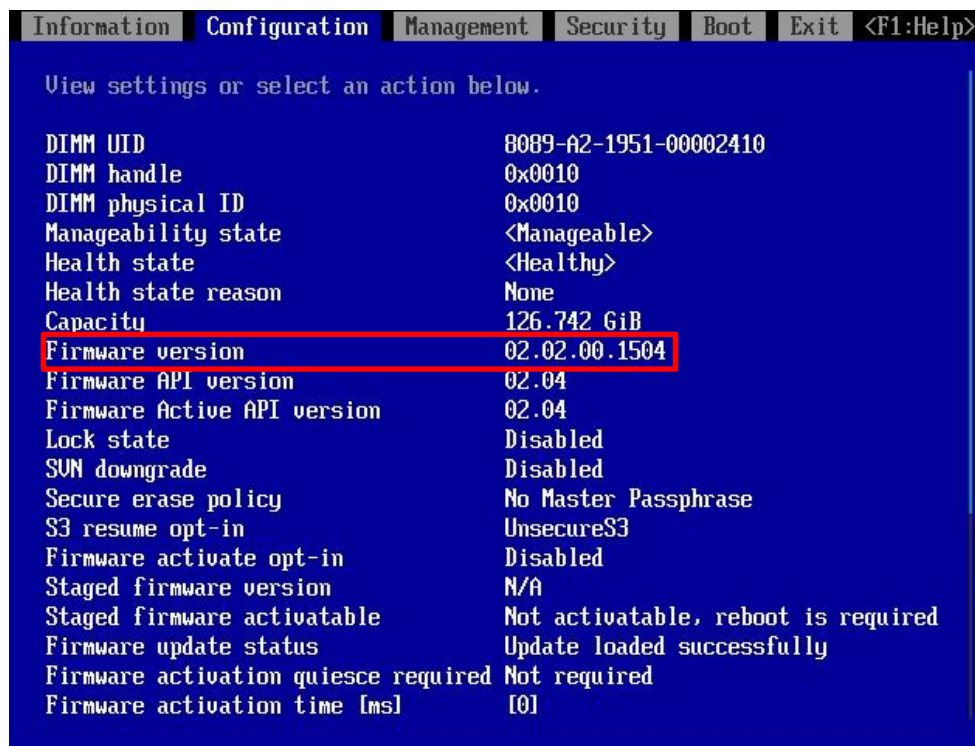 Information Configuration Management Security Boot Exit <F1:Help>
View settings or select an action below.
DIMM UID 8089-A2-1951-00002410
DIMM handle 0x0010
DIMM physical ID 0x0010
Manageability state <Manageable>
Health state <Healthy>
Health state reason None
Capacity 126.742 GiB
Firmware version 02.02.00.1504
Firmware API version 02.04
Firmware Active API version 02.04
Lock state Disabled
SVN downgrade Disabled
Secure erase policy No Master Passphrase
S3 resume opt-in UnsecureS3
Firmware activate opt-in Disabled
Staged firmware version N/A
Staged firmware activatable Not activatable, reboot is required
Firmware update status Update loaded successfully
Firmware activation quiesce required Not required
Firmware activation time [ms] [0]